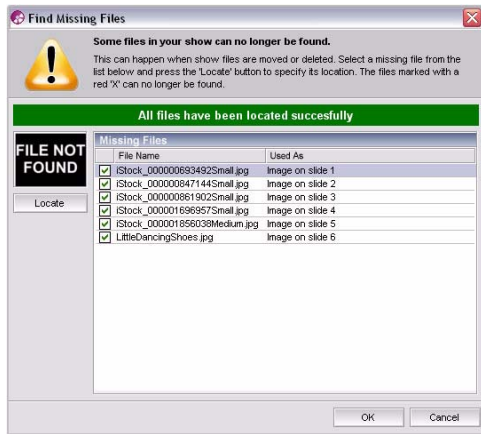 Find Missing Files
Some files in your show can no longer be found.
This can happen when show files are moved or deleted. Select a missing file from the
list below and press the 'Locate' button to specify its location. The files marked with a
red 'X' can no longer be found.
All files have been located succesfully
FILE NOT
FOUND
Locate
Missing Files
File Name Used As
iStock_000000693492Small.jpg Image on slide 1
iStock_000000847144Small.jpg Image on slide 2
iStock_000000861902Small.jpg Image on slide 3
iStock_000001696957Small.jpg Image on slide 4
iStock_000001856038Medium.jpg Image on slide 5
LittleDancingShoes.jpg Image on slide 6
OK Cancel